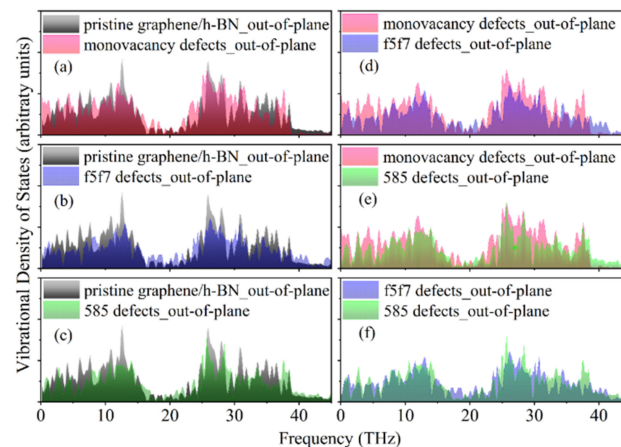 Vibrational Density of States (arbitraty units)
pristine graphene/h-BN_out-of-plane
monovacancy defects_out-of-plane
(a)
pristine graphene/h-BN_out-of-plane
f5f7 defects_out-of-plane
(b)
pristine graphene/h-BN_out-of-plane
585 defects_out-of-plane
(c)
0 10 20 30 40
monovacancy defects_out-of-plane
f5f7 defects_out-of-plane
(d)
monovacancy defects_out-of-plane
585 defects_out-of-plane
(e)
f5f7 defects_out-of-plane
585 defects_out-of-plane
(f)
0 10 20 30 40
Frequency (THz)